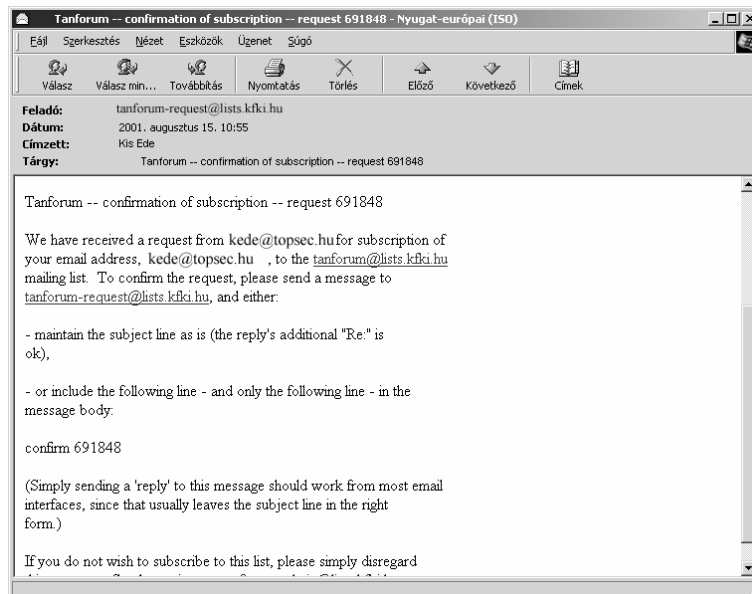 Tanforum -- confirmation of subscription -- request 691848 - Nyugat-európai (ISO)
Fájl Szerkesztés Nézet Eszközök Üzenet Súgó
Válasz Válasz min... Továbbítás Nyomtatás Törlés Előző Következő Címek
Feladó: tanforum-request@lists.kfki.hu
Dátum: 2001. augusztus 15. 10:55
Címzett: Kis Ede
Tárgy: Tanforum -- confirmation of subscription -- request 691848
Tanforum -- confirmation of subscription -- request 691848
We have received a request from kede@topsec.hu for subscription of
your email address, kede@topsec.hu , to the tanforum@lists.kfki.hu
mailing list. To confirm the request, please send a message to
tanforum-request@lists.kfki.hu, and either:
- maintain the subject line as is (the reply's additional "Re:" is
ok),
- or include the following line - and only the following line - in the
message body:
confirm 691848
(Simply sending a 'reply' to this message should work from most email
interfaces, since that usually leaves the subject line in the right
form.)
If you do not wish to subscribe to this list, please simply disregard